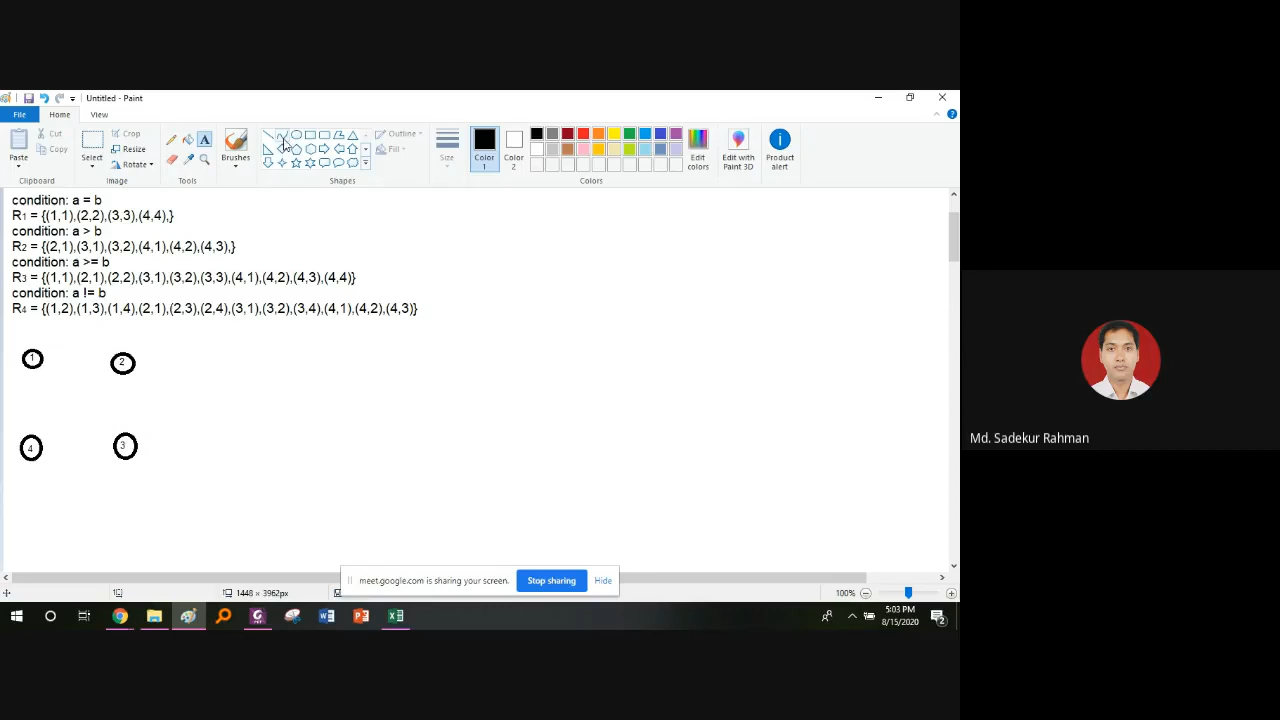 Untitled - Paint
File
Home
View
Paste
Cut
Copy
Clipboard
Select
Crop
Resize
Rotate
Image
Tools
Brushes
Shapes
Outline
Fill
Size
Color 1
Color 2
Colors
Edit colors
Edit with Paint 3D
Product alert
condition: a = b
R1 = {(1,1),(2,2),(3,3),(4,4),}
condition: a > b
R2 = {(2,1),(3,1),(3,2),(4,1),(4,2),(4,3),}
condition: a >= b
R3 = {(1,1),(2,1),(2,2),(3,1),(3,2),(3,3),(4,1),(4,2),(4,3),(4,4)}
condition: a != b
R4 = {(1,2),(1,3),(1,4),(2,1),(2,3),(2,4),(3,1),(3,2),(3,4),(4,1),(4,2),(4,3)}
1
2
4
3
Md. Sadekur Rahman
meet.google.com is sharing your screen.
Stop sharing
Hide
1448 × 3962px
100%
5:03 PM
8/15/2020
2